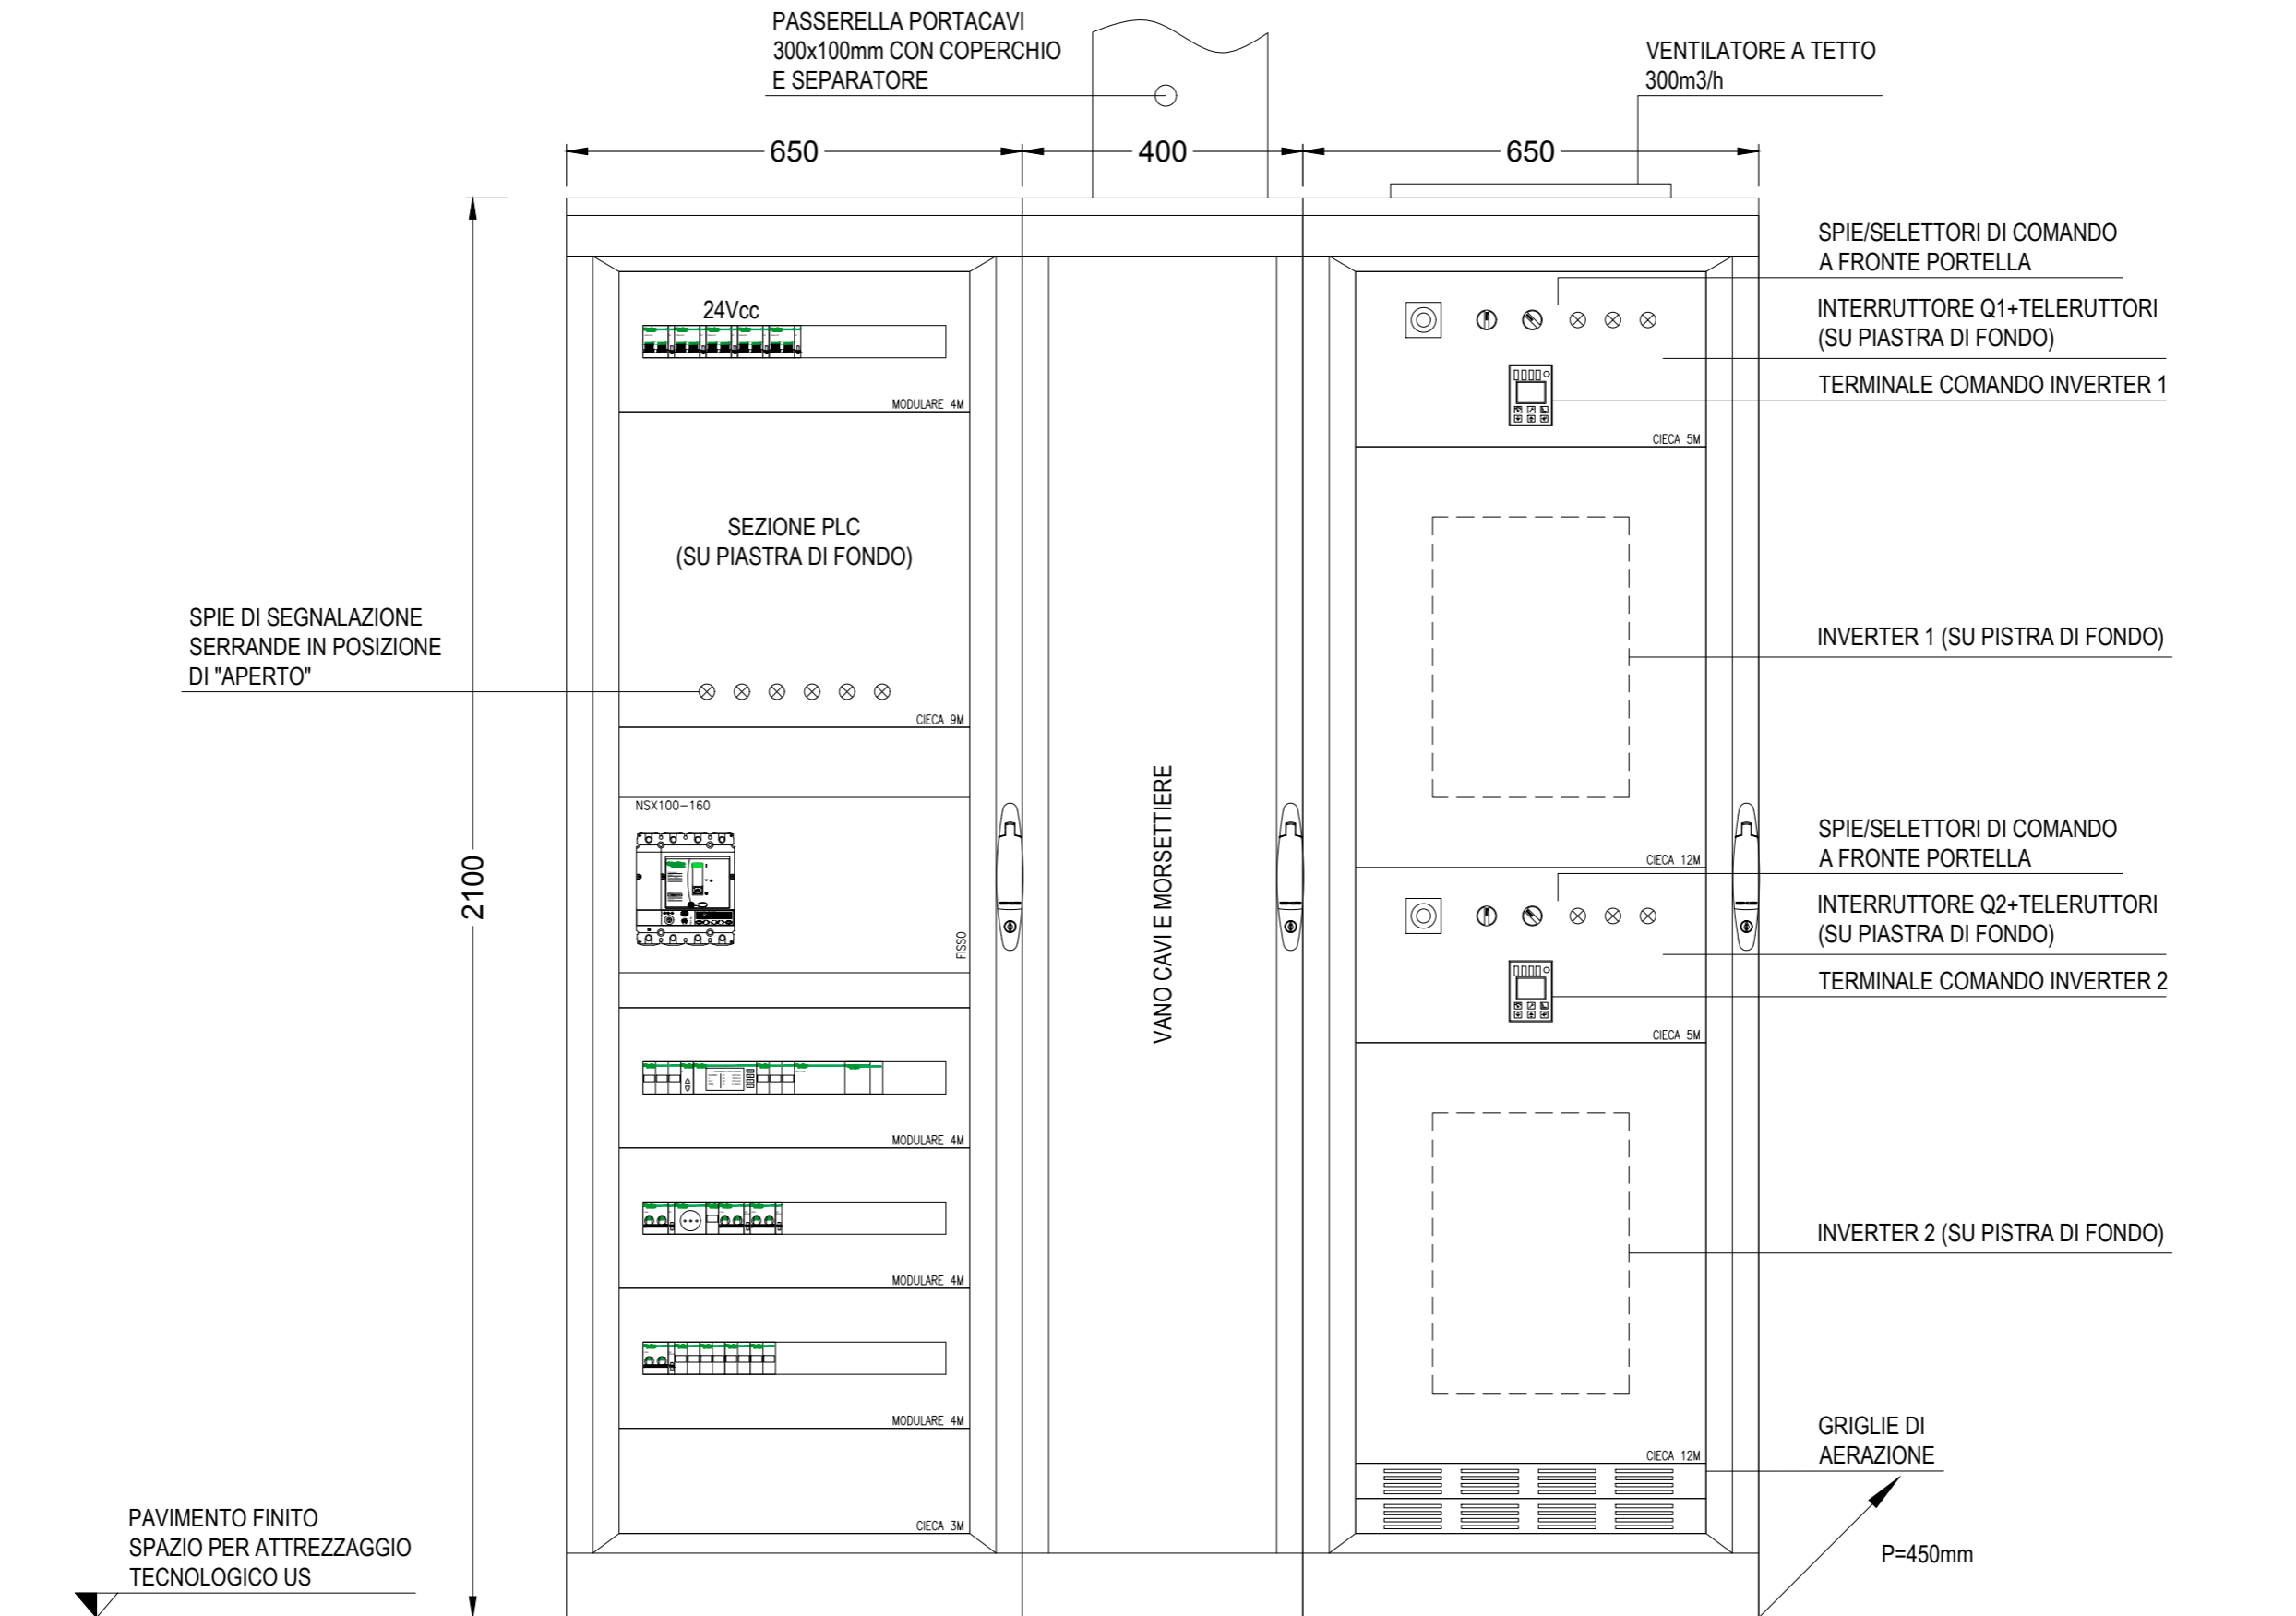 PASSERELLA PORTACAVI
300x100mm CON COPERCHIO
E SEPARATORE
VENTILATORE A TETTO
300m3/h
650
400
650
SPIE/SELETTORI DI COMANDO
A FRONTE PORTELLA
INTERRUTTORE Q1+TELERUTTORI
(SU PIASTRA DI FONDO)
TERMINALE COMANDO INVERTER 1
24Vcc
MODULARE 4M
CIECA 5M
SEZIONE PLC
(SU PIASTRA DI FONDO)
SPIE DI SEGNALAZIONE
SERRANDE IN POSIZIONE
DI "APERTO"
INVERTER 1 (SU PISTRA DI FONDO)
CIECA 9M
NSX100-160
FISSO
2100
VANO CAVI E MORSETTIERE
CIECA 12M
SPIE/SELETTORI DI COMANDO
A FRONTE PORTELLA
INTERRUTTORE Q2+TELERUTTORI
(SU PIASTRA DI FONDO)
TERMINALE COMANDO INVERTER 2
CIECA 5M
MODULARE 4M
INVERTER 2 (SU PISTRA DI FONDO)
MODULARE 4M
MODULARE 4M
CIECA 12M
GRIGLIE DI
AERAZIONE
CIECA 3M
PAVIMENTO FINITO
SPAZIO PER ATTREZZAGGIO
TECNOLOGICO US
P=450mm